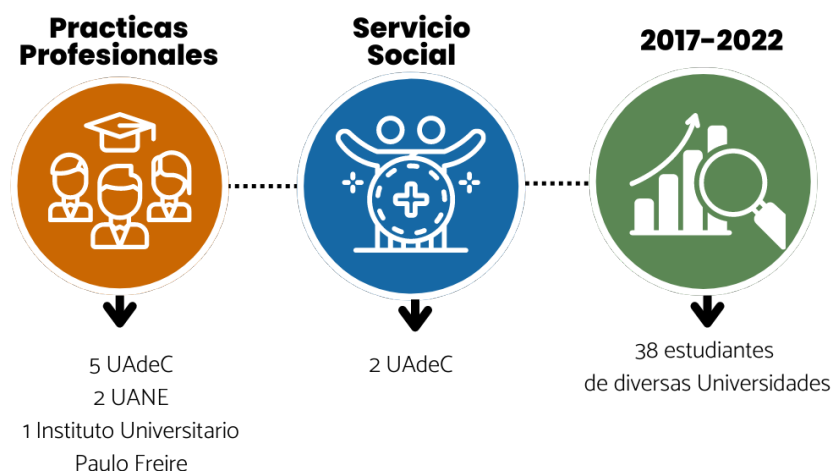 Practicas
Profesionales
Servicio
Social
2017-2022
5 UAdeC
2 UANE
1 Instituto Universitario
Paulo Freire
2 UAdeC
38 estudiantes
de diversas Universidades